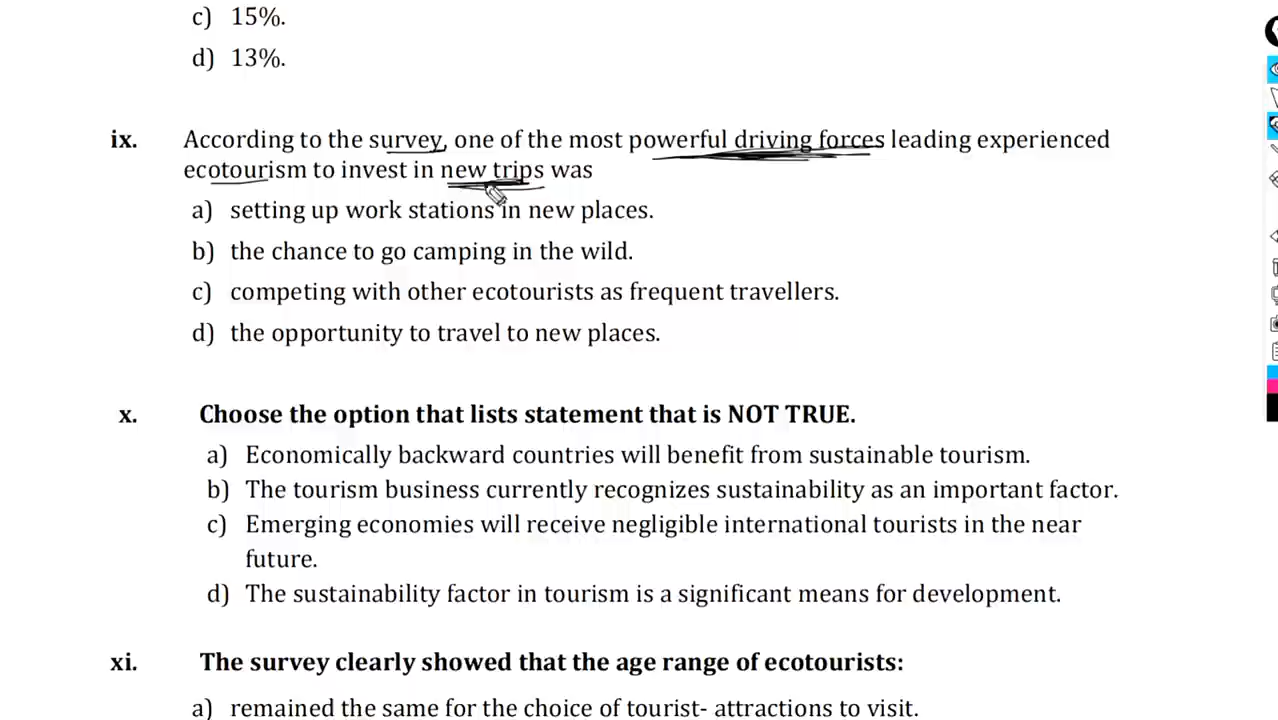 c) 15%.
d) 13%.
ix. According to the survey, one of the most powerful driving forces leading experienced
ecotourism to invest in new trips was
a) setting up work stations in new places.
b) the chance to go camping in the wild.
c) competing with other ecotourists as frequent travellers.
d) the opportunity to travel to new places.
x. Choose the option that lists statement that is NOT TRUE.
a) Economically backward countries will benefit from sustainable tourism.
b) The tourism business currently recognizes sustainability as an important factor.
c) Emerging economies will receive negligible international tourists in the near
future.
d) The sustainability factor in tourism is a significant means for development.
xi. The survey clearly showed that the age range of ecotourists:
a) remained the same for the choice of tourist- attractions to visit.